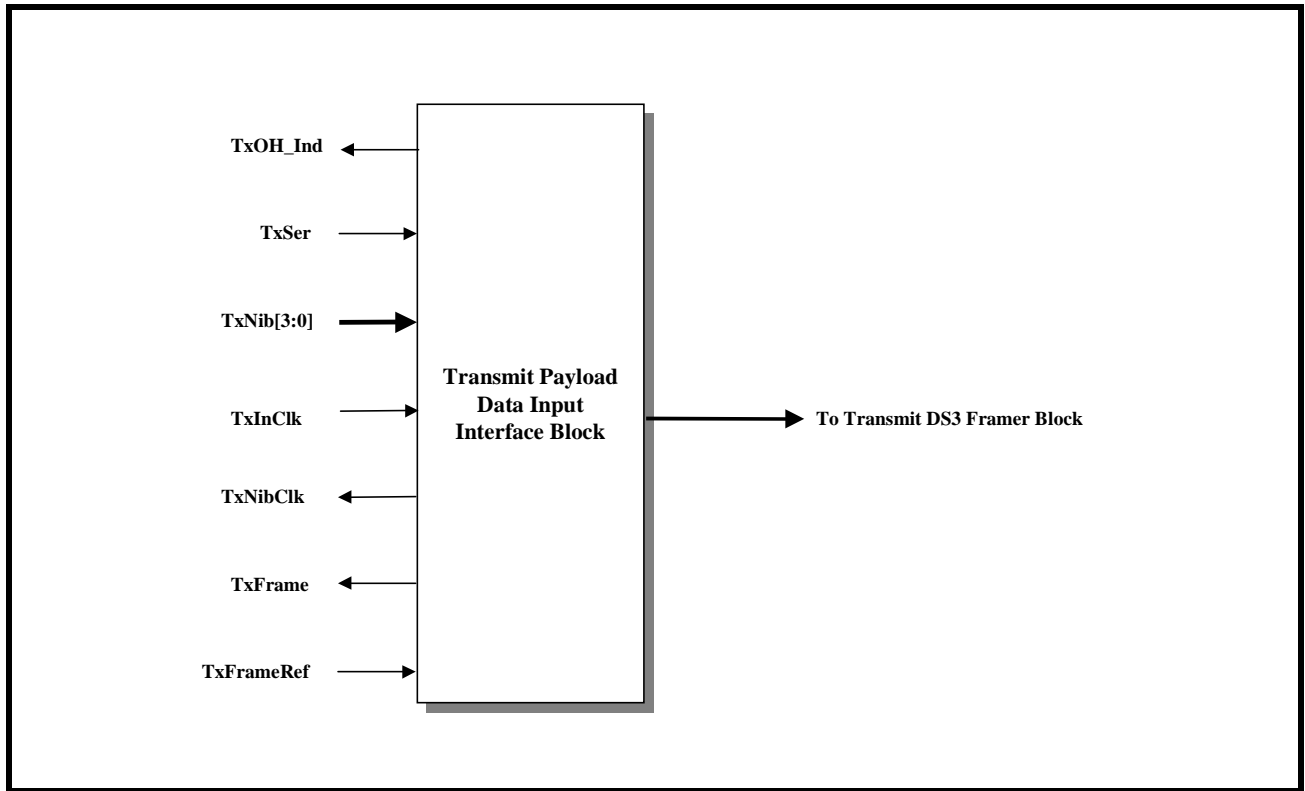 TxOH_Ind
TxSer
TxNib[3:0]
TxInClk
TxNibClk
TxFrame
TxFrameRef
Transmit Payload
Data Input
Interface Block
To Transmit DS3 Framer Block